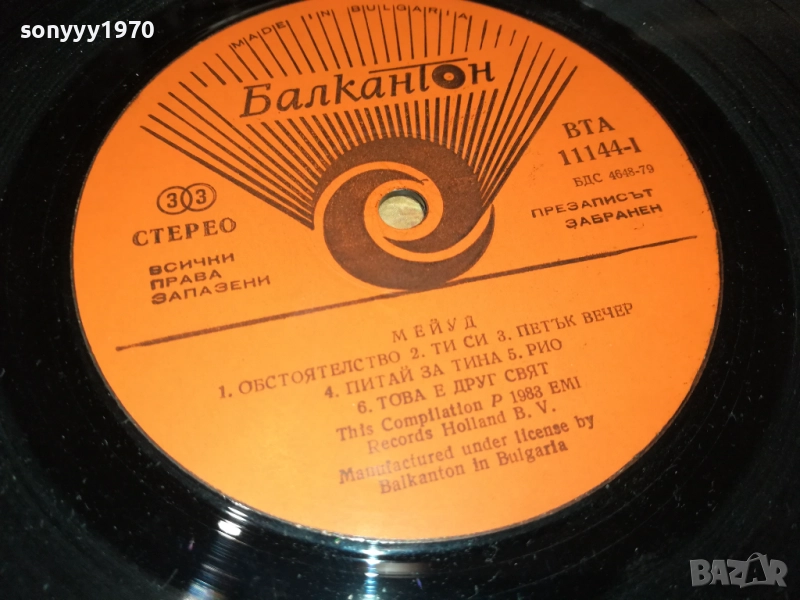 sonyyy1970
MADE IN BULGARIA
Балкантон
ВТА
11144-I
БДС 4648-79
ПРЕЗАПИСЪТ
ЗАБРАНЕН
33
СТЕРЕО
ВСИЧКИ
ПРАВА
ЗАПАЗЕНИ
МЕЙУД
1. ОБСТОЯТЕЛСТВО 2. ТИ СИ 3. ПЕТЪК ВЕЧЕР
4. ПИТАЙ ЗА ТИНА 5. РИО
6. ТОВА Е ДРУГ СВЯТ
This Compilation P 1983 EMI
Records Holland B. V.
Manufactured under license by
Balkanton in Bulgaria
BAZAR